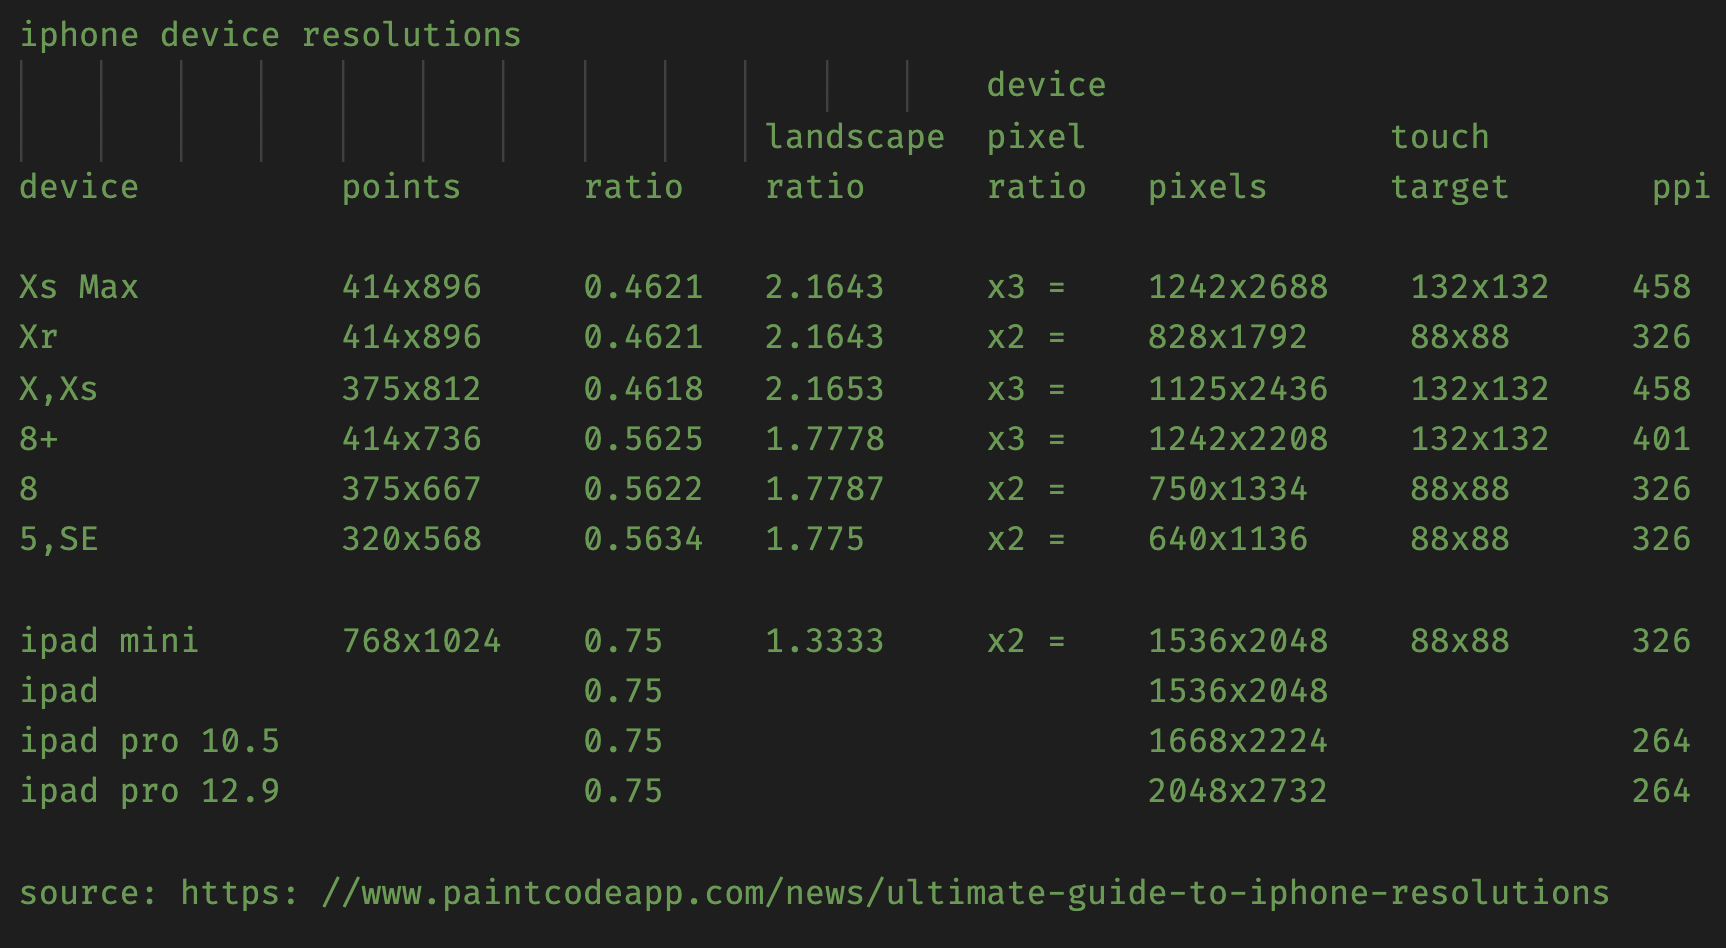 iphone device resolutions
device
landscape pixel touch
device points ratio ratio ratio pixels target ppi
Xs Max 414x896 0.4621 2.1643 x3 = 1242x2688 132x132 458
Xr 414x896 0.4621 2.1643 x2 = 828x1792 88x88 326
X,Xs 375x812 0.4618 2.1653 x3 = 1125x2436 132x132 458
8+ 414x736 0.5625 1.7778 x3 = 1242x2208 132x132 401
8 375x667 0.5622 1.7787 x2 = 750x1334 88x88 326
5,SE 320x568 0.5634 1.775 x2 = 640x1136 88x88 326
ipad mini 768x1024 0.75 1.3333 x2 = 1536x2048 88x88 326
ipad 0.75 1536x2048
ipad pro 10.5 0.75 1668x2224 264
ipad pro 12.9 0.75 2048x2732 264
source: https: //www.paintcodeapp.com/news/ultimate-guide-to-iphone-resolutions